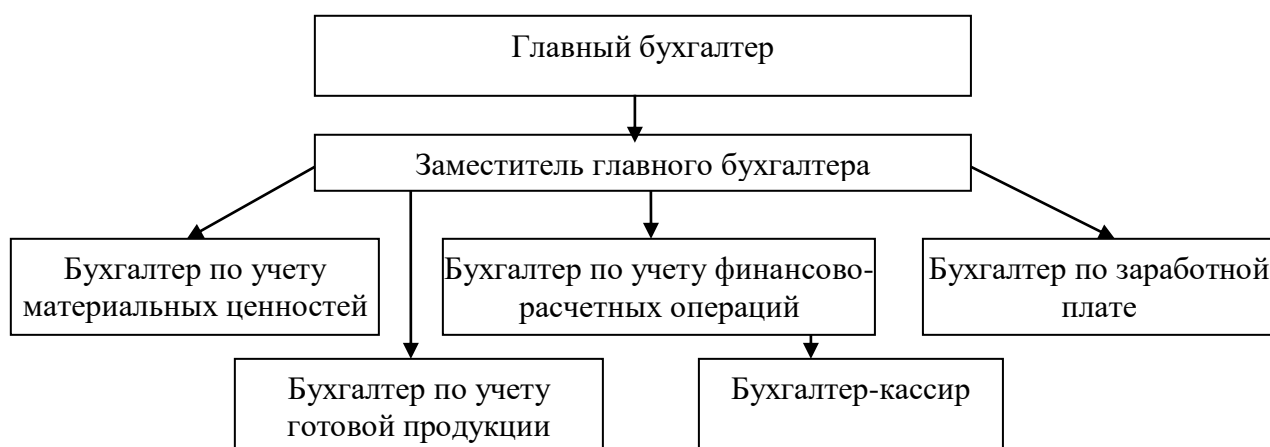 Главный бухгалтер
Заместитель главного бухгалтера
Бухгалтер по учету
материальных ценностей
Бухгалтер по учету финансово-
расчетных операций
Бухгалтер по заработной
плате
Бухгалтер по учету
готовой продукции
Бухгалтер-кассир